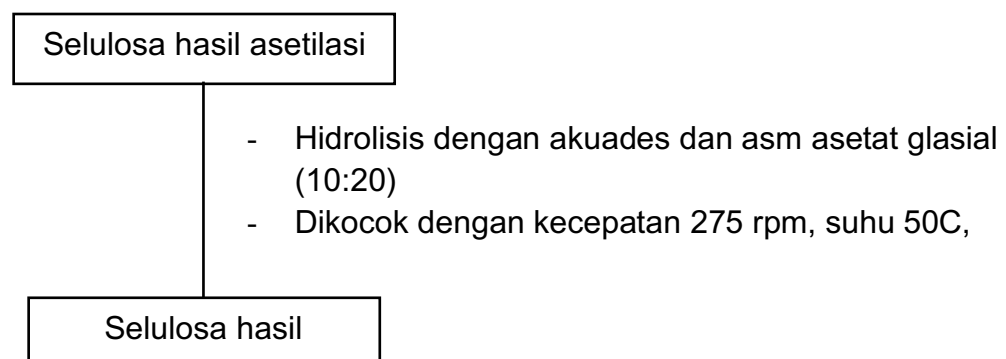 Selulosa hasil asetilasi
- Hidrolisis dengan akuades dan asm asetat glasial
(10:20)
- Dikocok dengan kecepatan 275 rpm, suhu 50C,
Selulosa hasil